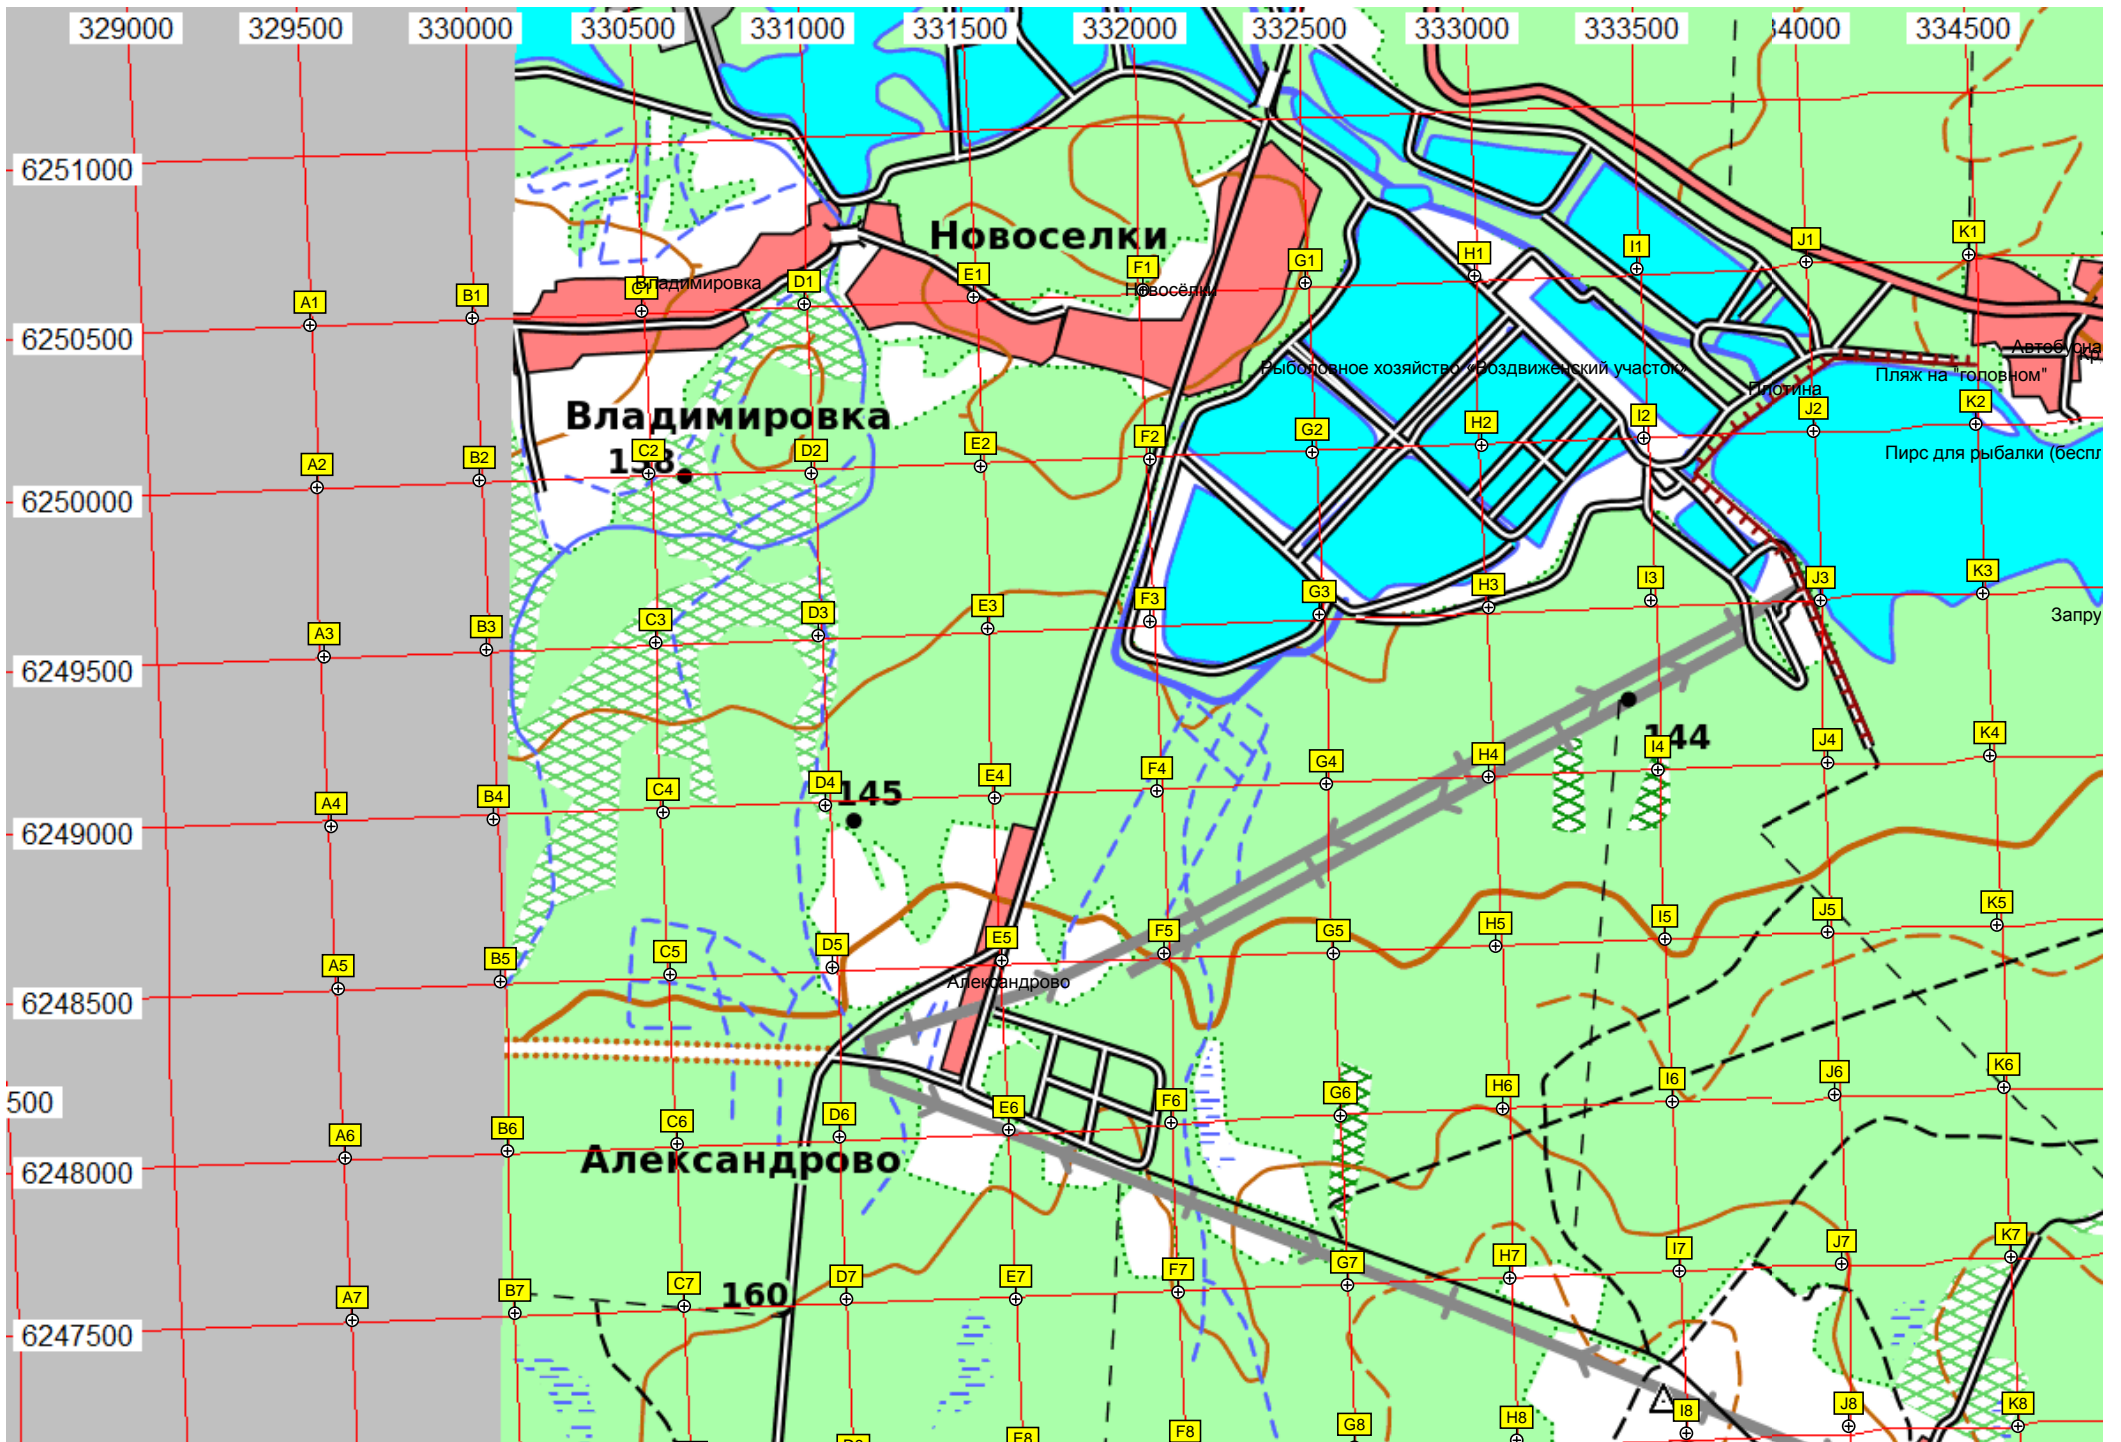 329000 329500 330000 330500 331000 331500 332000 332500 333000 333500 34000 334500
6251000
Новоселки
K1
J1
I1
H1
G1
F1
E1
D1
C1
B1
A1
Владимировка
Новосёлки
6250500
Автобусна
Рыболовное хозяйство «Воздвиженский участок»
Пляж на "головном"
Плотина
Владимировка
K2
J2
I2
H2
G2
F2
E2
D2
C2
B2
A2
138
Пирс для рыбалки (беспл
6250000
K3
J3
I3
H3
G3
F3
E3
D3
C3
B3
A3
Запру
6249500
144
K4
J4
I4
H4
G4
F4
E4
D4
C4
B4
A4
145
6249000
K5
J5
I5
H5
G5
F5
E5
D5
C5
B5
A5
Александрово
6248500
K6
J6
I6
H6
G6
F6
E6
D6
C6
B6
A6
500
Александрово
6248000
K7
J7
I7
H7
G7
F7
E7
D7
C7
B7
A7
160
6247500
K8
J8
I8
H8
G8
F8
E8